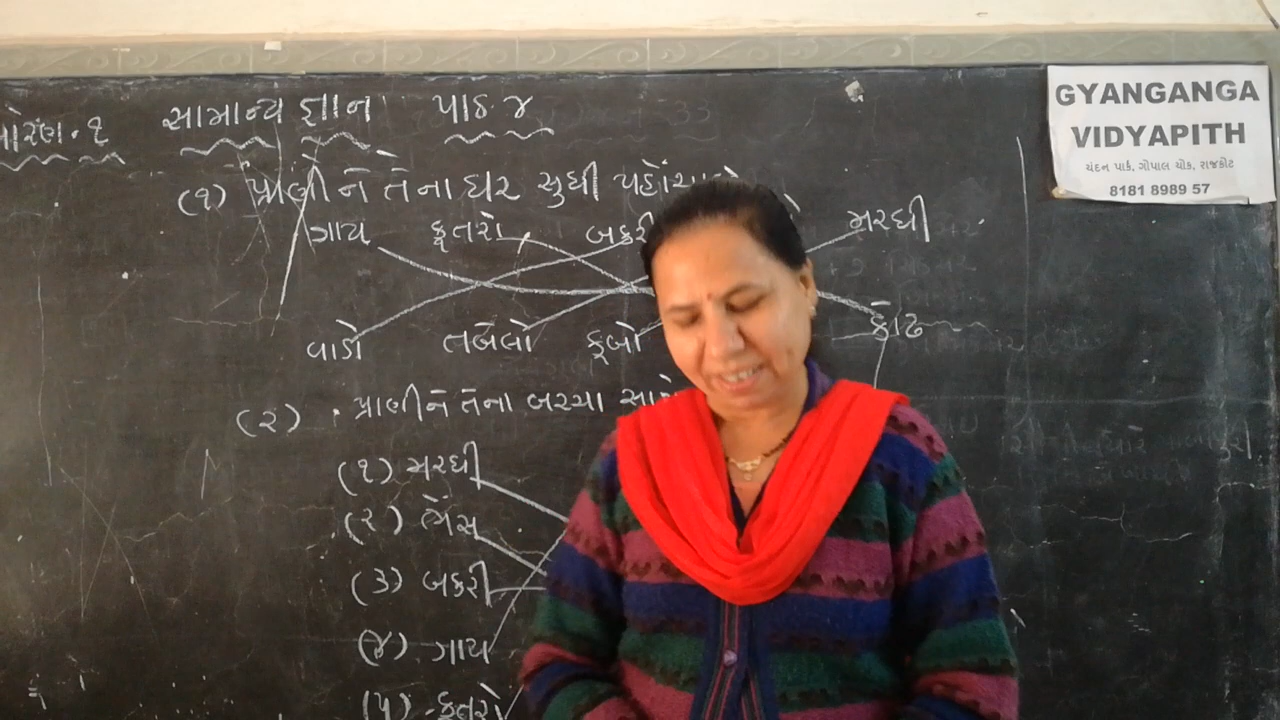 ધોરણ.૧ સામાન્ય જ્ઞાન પાઠ ૪
GYANGANGA
VIDYAPITH
ચંદન પાર્ક, ગોપાલ ચોક, રાજકોટ
8181 8989 57
(૧) પ્રાણીને તેના ઘર સુધી પહોંચાડો
ગાય કૂતરો બકરી મરઘી
વાડો તબેલો કૂબો કોઢ
(૨) પ્રાણીને તેના બચ્ચા
(૧) મરઘી
(૨) ભેંસ
(૩) બકરી
(૪) ગાય
(૫) કૂતરો